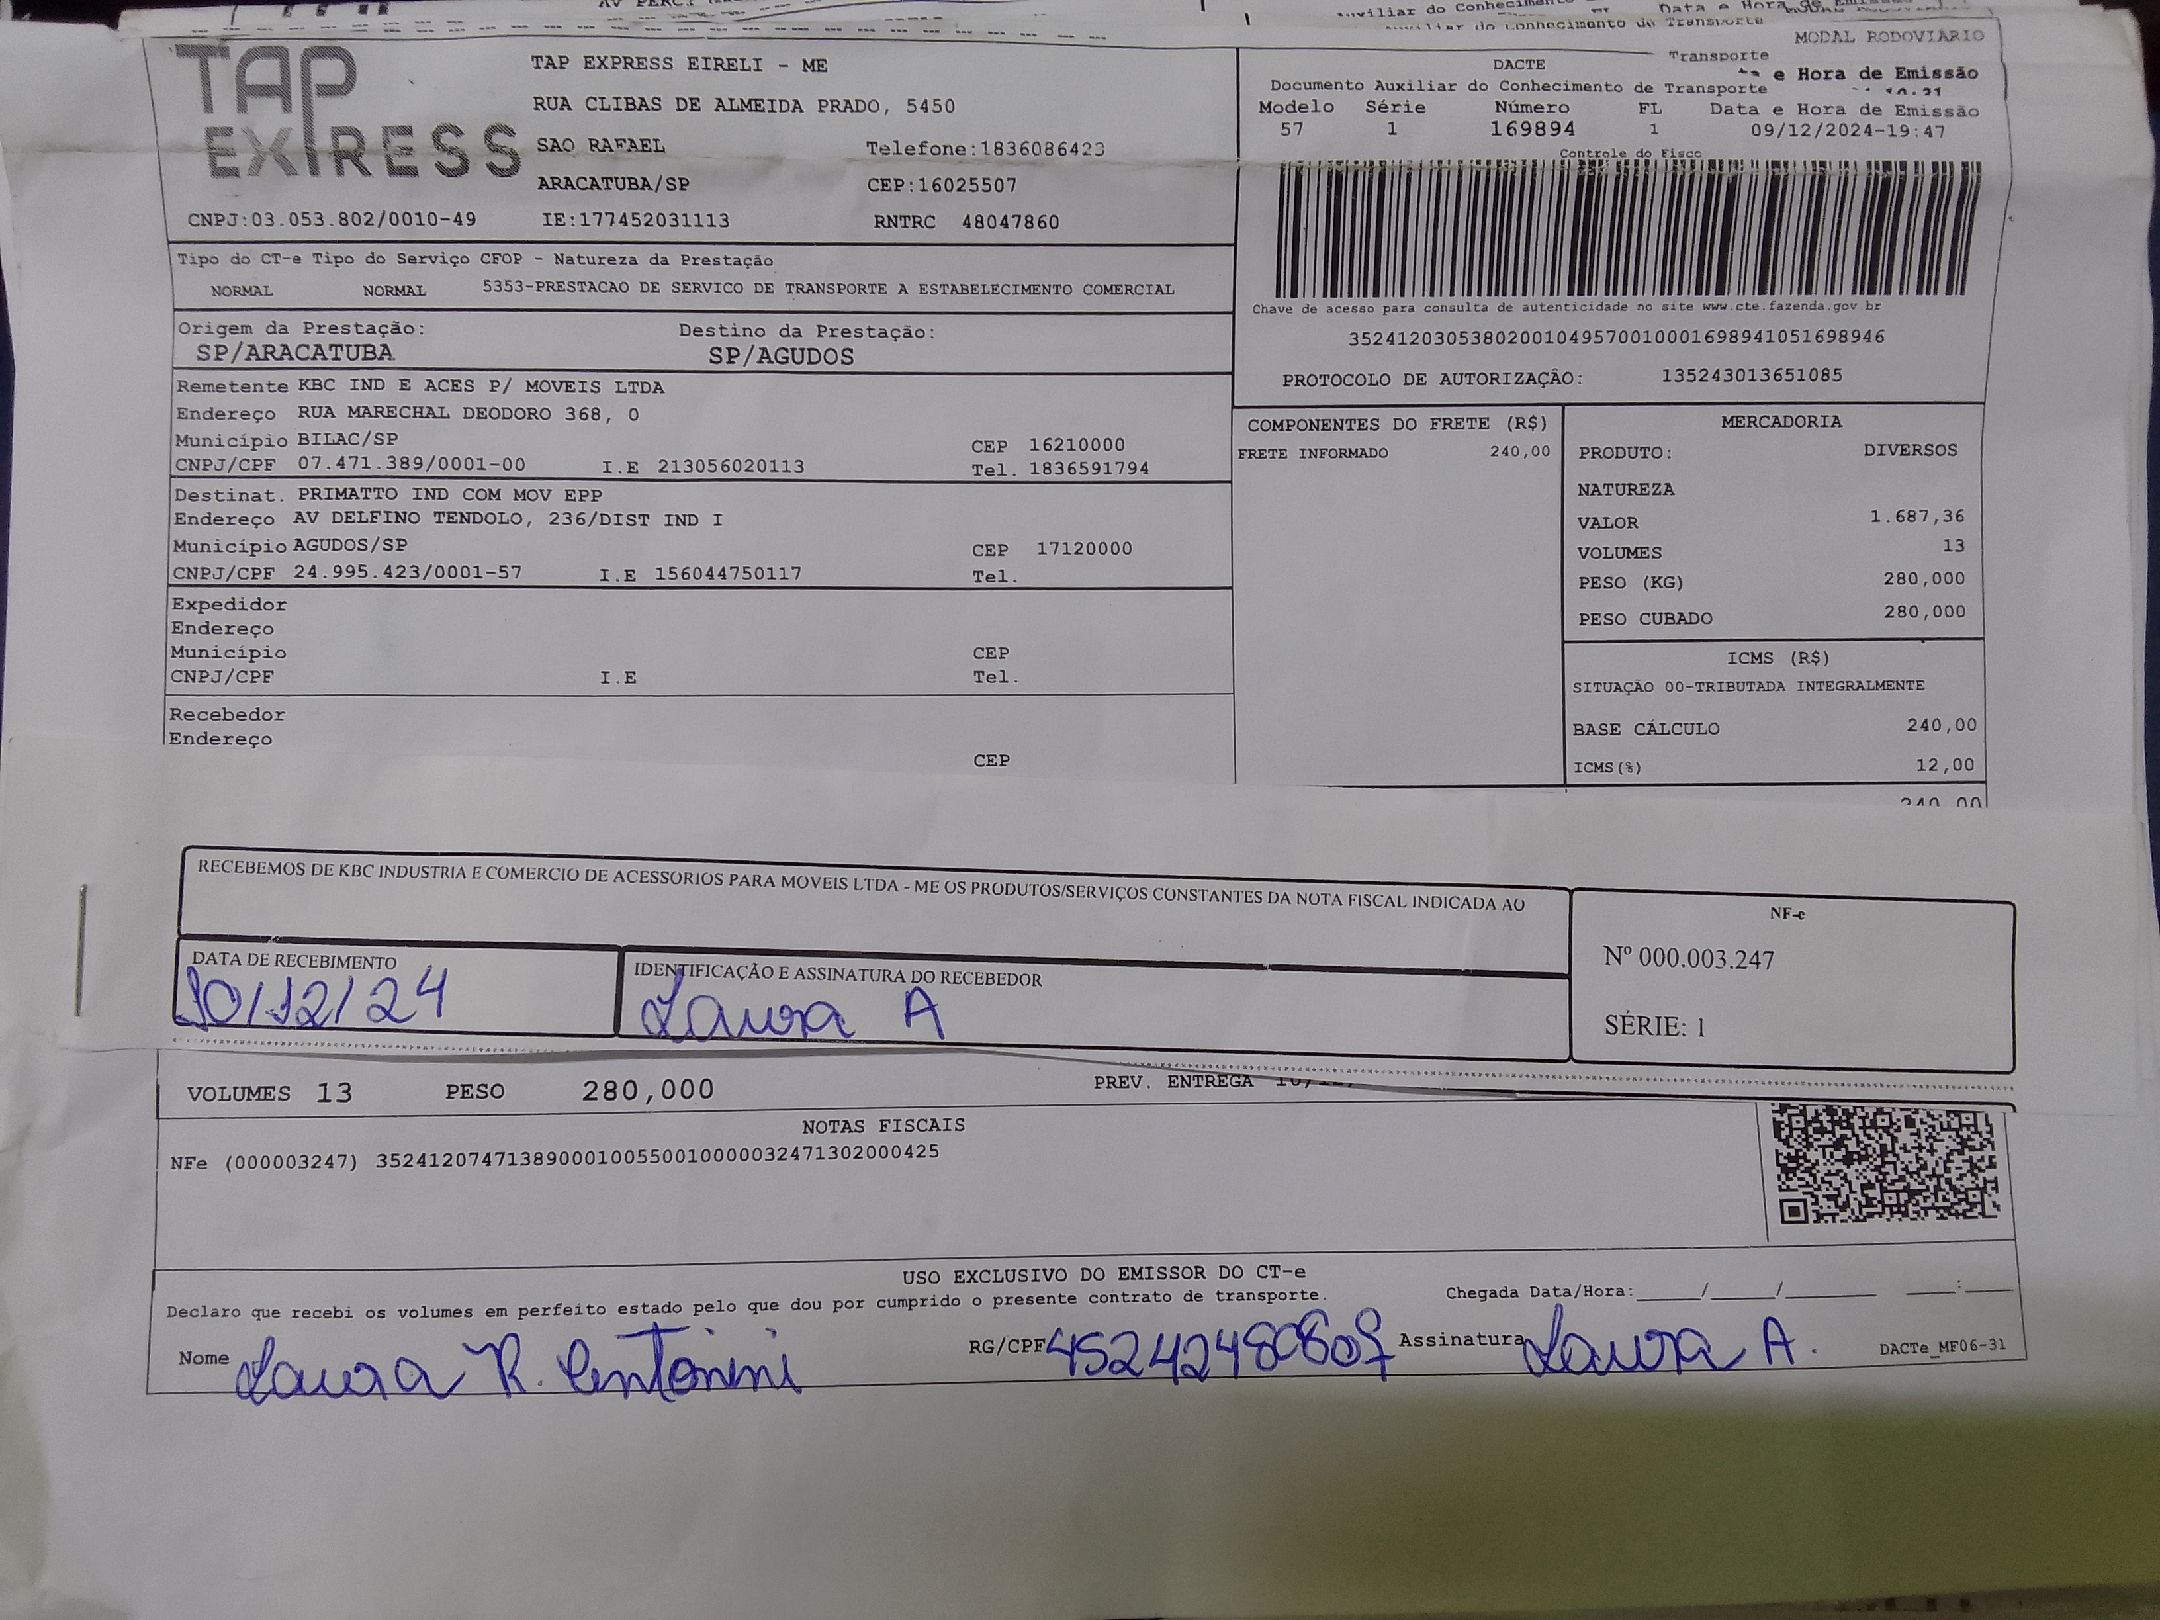 MODAL RODOVIARIO
TAP EXPRESS
TAP EXPRESS EIRELI - ME
RUA CLIBAS DE ALMEIDA PRADO, 5450
SAO RAFAEL Telefone:1836086423
ARACATUBA/SP CEP:16025507
CNPJ:03.053.802/0010-49 IE:177452031113 RNTRC 48047860
Transporte
DACTE
e Hora de Emissão
Documento Auxiliar do Conhecimento de Transporte
Modelo Série Número FL Data e Hora de Emissão
57 1 169894 1 09/12/2024-19:47
Controle do Fisco
Chave de acesso para consulta de autenticidade no site www.cte.fazenda.gov br
35241203053802001049570010001698941051698946
PROTOCOLO DE AUTORIZAÇÃO: 135243013651085
Tipo do CT-e Tipo do Serviço CFOP - Natureza da Prestação
NORMAL NORMAL 5353-PRESTACAO DE SERVICO DE TRANSPORTE A ESTABELECIMENTO COMERCIAL
Origem da Prestação: Destino da Prestação:
SP/ARACATUBA SP/AGUDOS
Remetente KBC IND E ACES P/ MOVEIS LTDA
Endereço RUA MARECHAL DEODORO 368, 0
Município BILAC/SP CEP 16210000
CNPJ/CPF 07.471.389/0001-00 I.E 213056020113 Tel. 1836591794
Destinat. PRIMATTO IND COM MOV EPP
Endereço AV DELFINO TENDOLO, 236/DIST IND I
Município AGUDOS/SP CEP 17120000
CNPJ/CPF 24.995.423/0001-57 I.E 156044750117 Tel.
Expedidor
Endereço
Município CEP
CNPJ/CPF I.E Tel.
Recebedor
Endereço
CEP
COMPONENTES DO FRETE (R$)
FRETE INFORMADO 240,00
MERCADORIA
PRODUTO: DIVERSOS
NATUREZA
VALOR 1.687,36
VOLUMES 13
PESO (KG) 280,000
PESO CUBADO 280,000
ICMS (R$)
SITUAÇÃO 00-TRIBUTADA INTEGRALMENTE
BASE CÁLCULO 240,00
ICMS(%) 12,00
240,00
RECEBEMOS DE KBC INDUSTRIA E COMERCIO DE ACESSORIOS PARA MOVEIS LTDA - ME OS PRODUTOS/SERVIÇOS CONSTANTES DA NOTA FISCAL INDICADA AO
NF-e
Nº 000.003.247
SÉRIE: 1
DATA DE RECEBIMENTO
10/12/24
IDENTIFICAÇÃO E ASSINATURA DO RECEBEDOR
Laura A
VOLUMES 13 PESO 280,000 PREV. ENTREGA
NOTAS FISCAIS
NFe (000003247) 35241207471389000100550010000032471302000425
USO EXCLUSIVO DO EMISSOR DO CT-e
Declaro que recebi os volumes em perfeito estado pelo que dou por cumprido o presente contrato de transporte. Chegada Data/Hora:_____/_____/_______ ____:____
Nome Laura R. Antonini RG/CPF Assinatura Laura A. DACTe_MF06-31